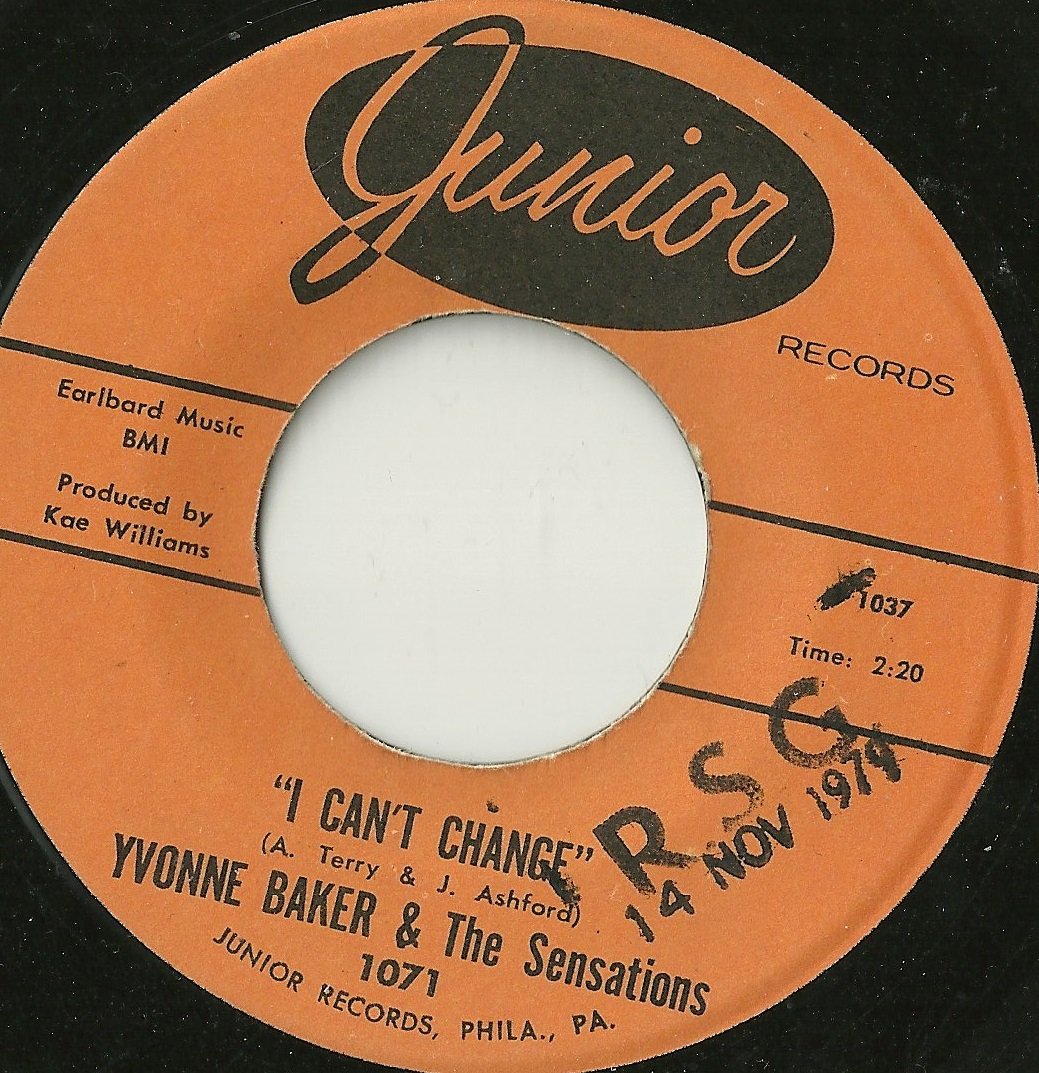 Junior
RECORDS
Earlbard Music
BMI
Produced by
Kae Williams
1037
Time: 2:20
"I CAN'T CHANGE"
(A. Terry & J. Ashford)
YVONNE BAKER & The Sensations
1071
JUNIOR RECORDS, PHILA., PA.
RSG
14 NOV 1979